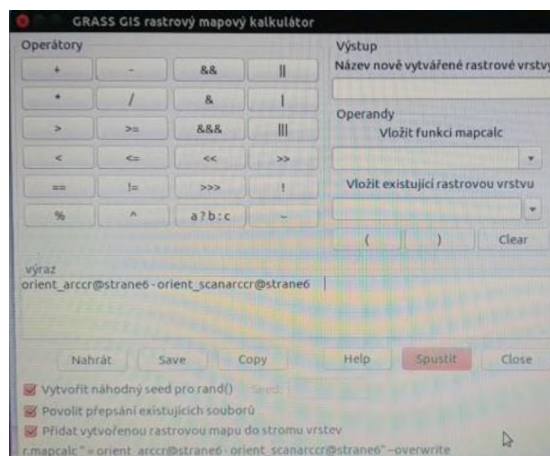 GRASS GIS rastrový mapový kalkulátor
Operátory
+ - && ||
* / & |
> >= &&& |||
< <= << >>
== != >>> !
% ^ a?b:c ~
Výstup
Název nově vytvářené rastrové vrstvy
Operandy
Vložit funkci mapcalc
Vložit existující rastrovou vrstvu
( ) Clear
výraz
orient_arccr@strane6 - orient_scanarccr@strane6
Nahrát Save Copy Help Spustit Close
Vytvořit náhodný seed pro rand() Seed:
Povolit přepsání existujících souborů
Přidat vytvořenou rastrovou mapu do stromu vrstev
r.mapcalc " = orient_arccr@strane6 - orient_scanarccr@strane6" --overwrite